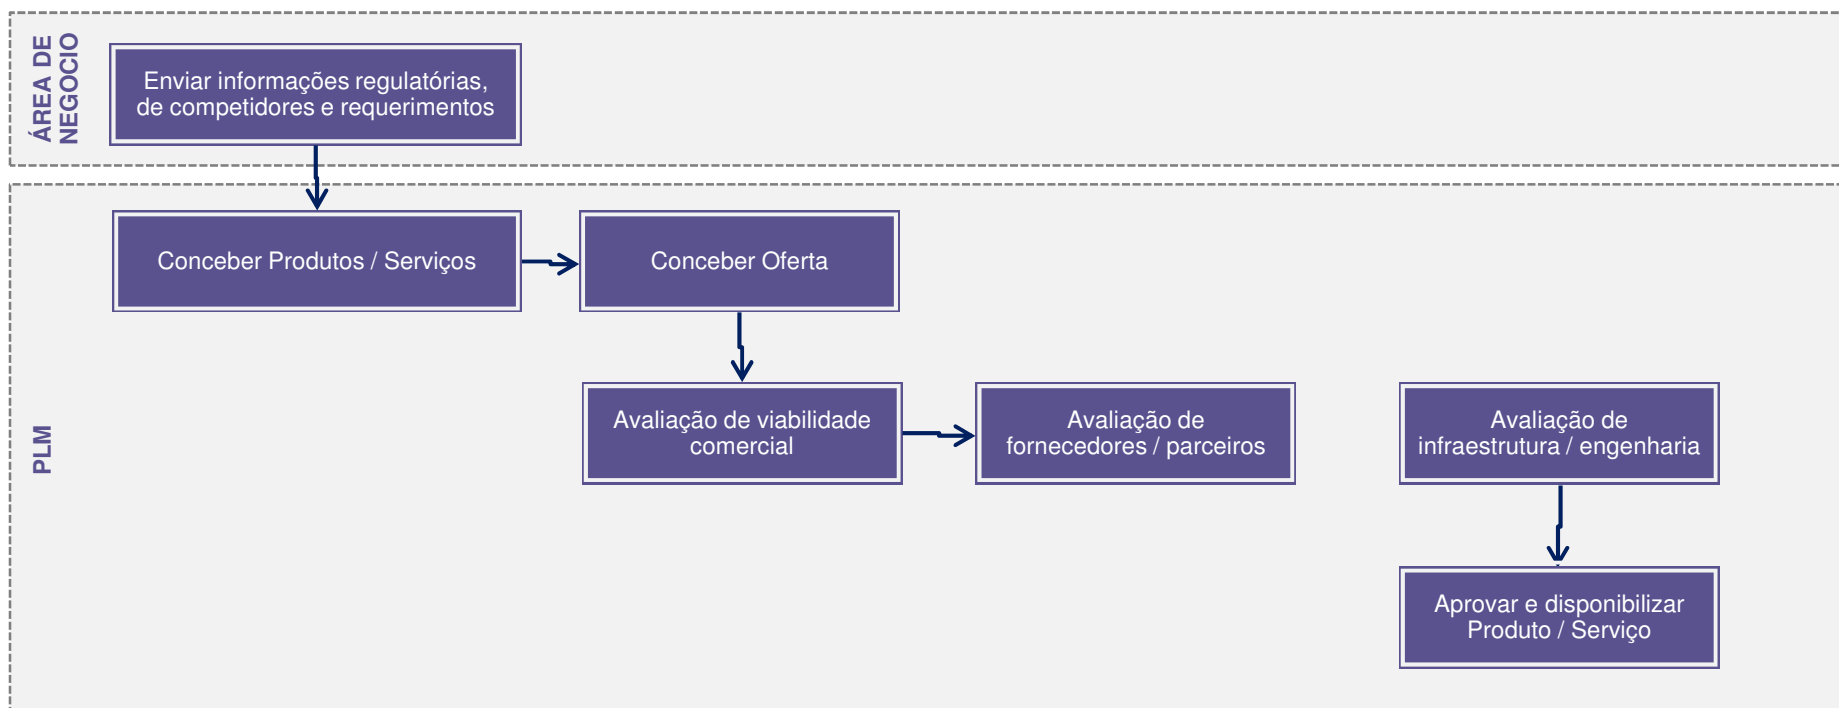 ÁREA DE
NEGOCIO
Enviar informações regulatórias,
de competidores e requerimentos
PLM
Conceber Produtos / Serviços
Conceber Oferta
Avaliação de viabilidade
comercial
Avaliação de
fornecedores / parceiros
Avaliação de
infraestrutura / engenharia
Aprovar e disponibilizar
Produto / Serviço